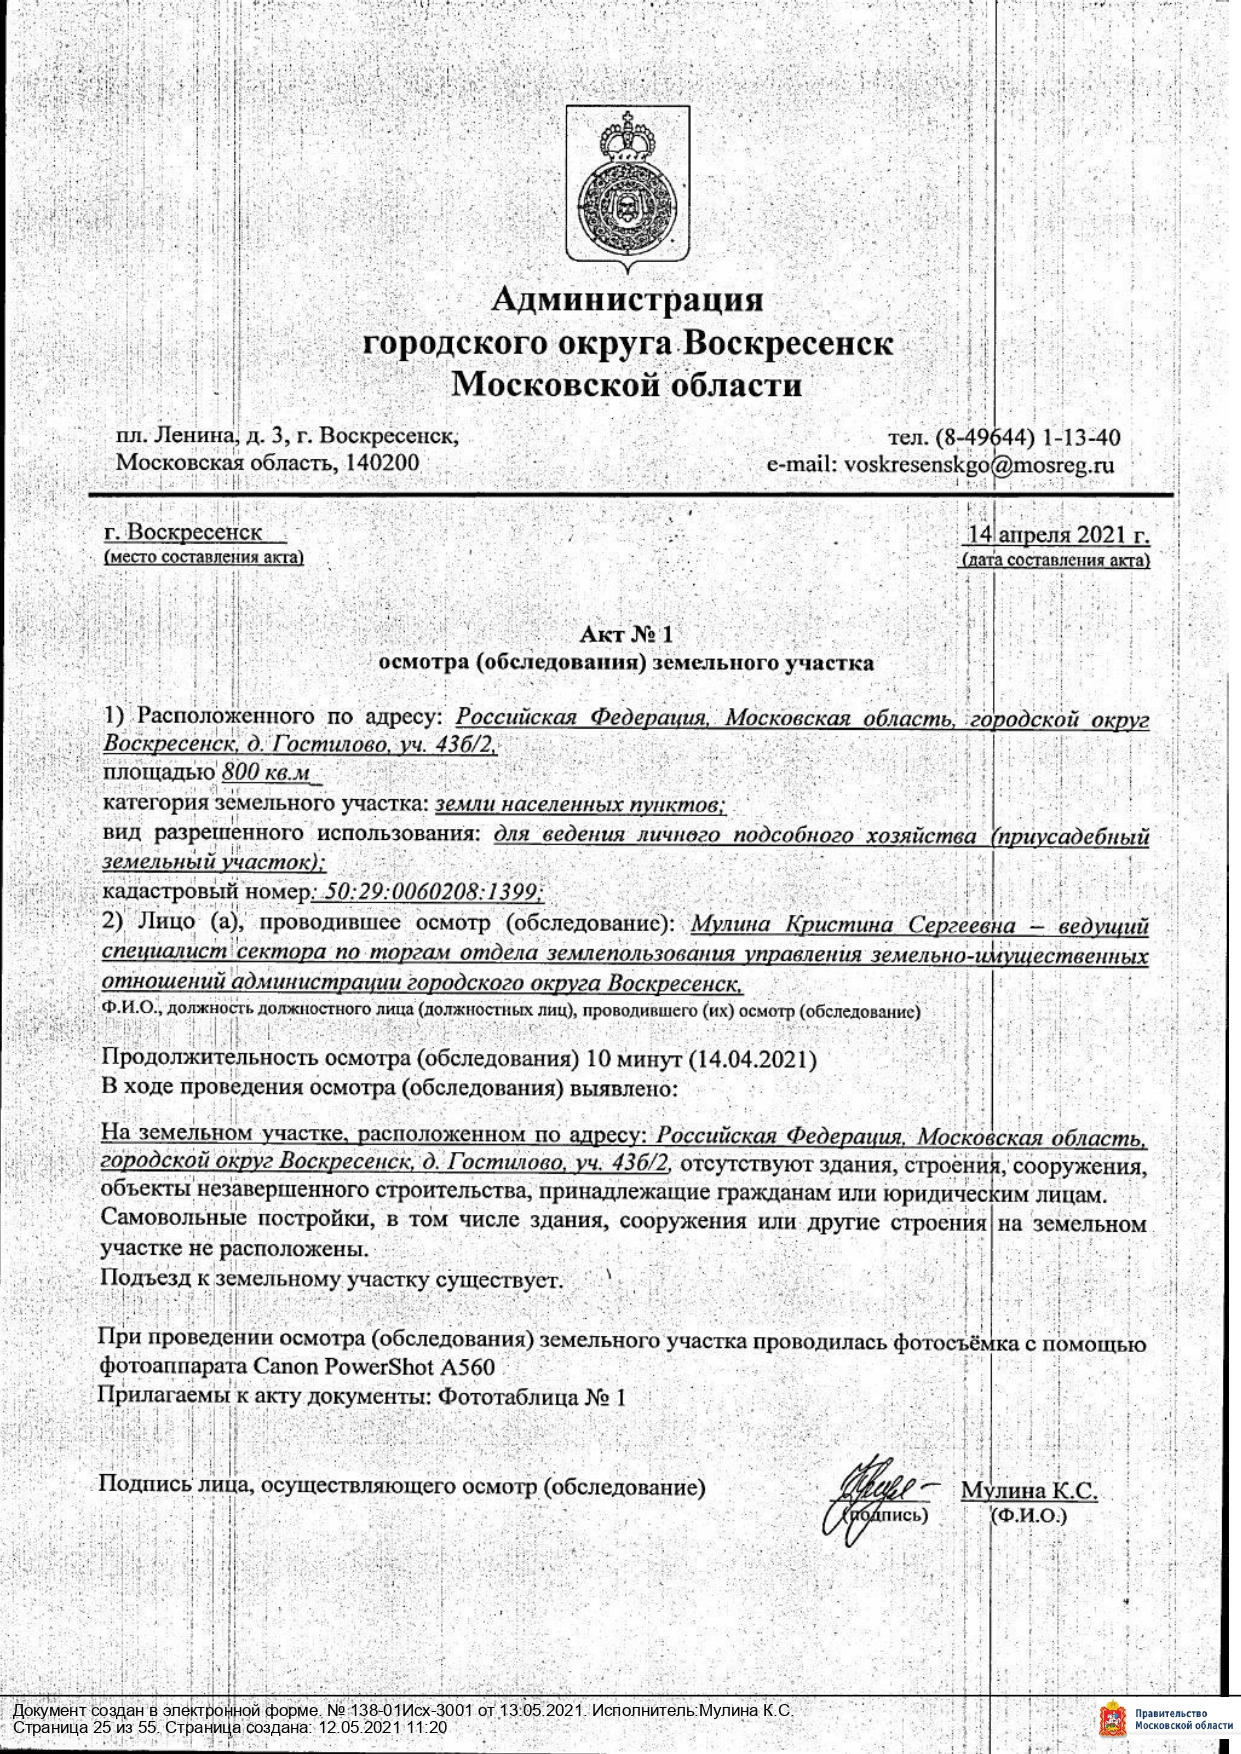 Администрация
городского округа Воскресенск
Московской области
пл. Ленина, д. 3, г. Воскресенск,
тел. (8-49644) 1-13-40
Московская область, 140200
e-mail: voskresenskgo@mosreg.ru
г. Воскресенск
14 апреля 2021 г.
(место составления акта)
(дата составления акта)
Акт № 1
осмотра (обследования) земельного участка
1) Расположенного по адресу: Российская Федерация, Московская область, городской округ
Воскресенск, д. Гостилово, уч. 43б/2,
площадью 800 кв.м_
категория земельного участка: земли населенных пунктов;
вид разрешенного использования: для ведения личного подсобного хозяйства (приусадебный
земельный участок);
кадастровый номер: 50:29:0060208:1399;
2) Лицо (а), проводившее осмотр (обследование): Мулина Кристина Сергеевна – ведущий
специалист сектора по торгам отдела землепользования управления земельно-имущественных
отношений администрации городского округа Воскресенск,
Ф.И.О., должность должностного лица (должностных лиц), проводившего (их) осмотр (обследование)
Продолжительность осмотра (обследования) 10 минут (14.04.2021)
В ходе проведения осмотра (обследования) выявлено:
На земельном участке, расположенном по адресу: Российская Федерация, Московская область,
городской округ Воскресенск, д. Гостилово, уч. 43б/2, отсутствуют здания, строения, сооружения,
объекты незавершенного строительства, принадлежащие гражданам или юридическим лицам.
Самовольные постройки, в том числе здания, сооружения или другие строения на земельном
участке не расположены.
Подъезд к земельному участку существует.
При проведении осмотра (обследования) земельного участка проводилась фотосъёмка с помощью
фотоаппарата Canon PowerShot A560
Прилагаемы к акту документы: Фототаблица № 1
Подпись лица, осуществляющего осмотр (обследование)
Мулина К.С.
(подпись)
(Ф.И.О.)
Документ создан в электронной форме. № 138-01Исх-3001 от 13.05.2021. Исполнитель:Мулина К.С.
Страница 25 из 55. Страница создана: 12.05.2021 11:20
Правительство
Московской области